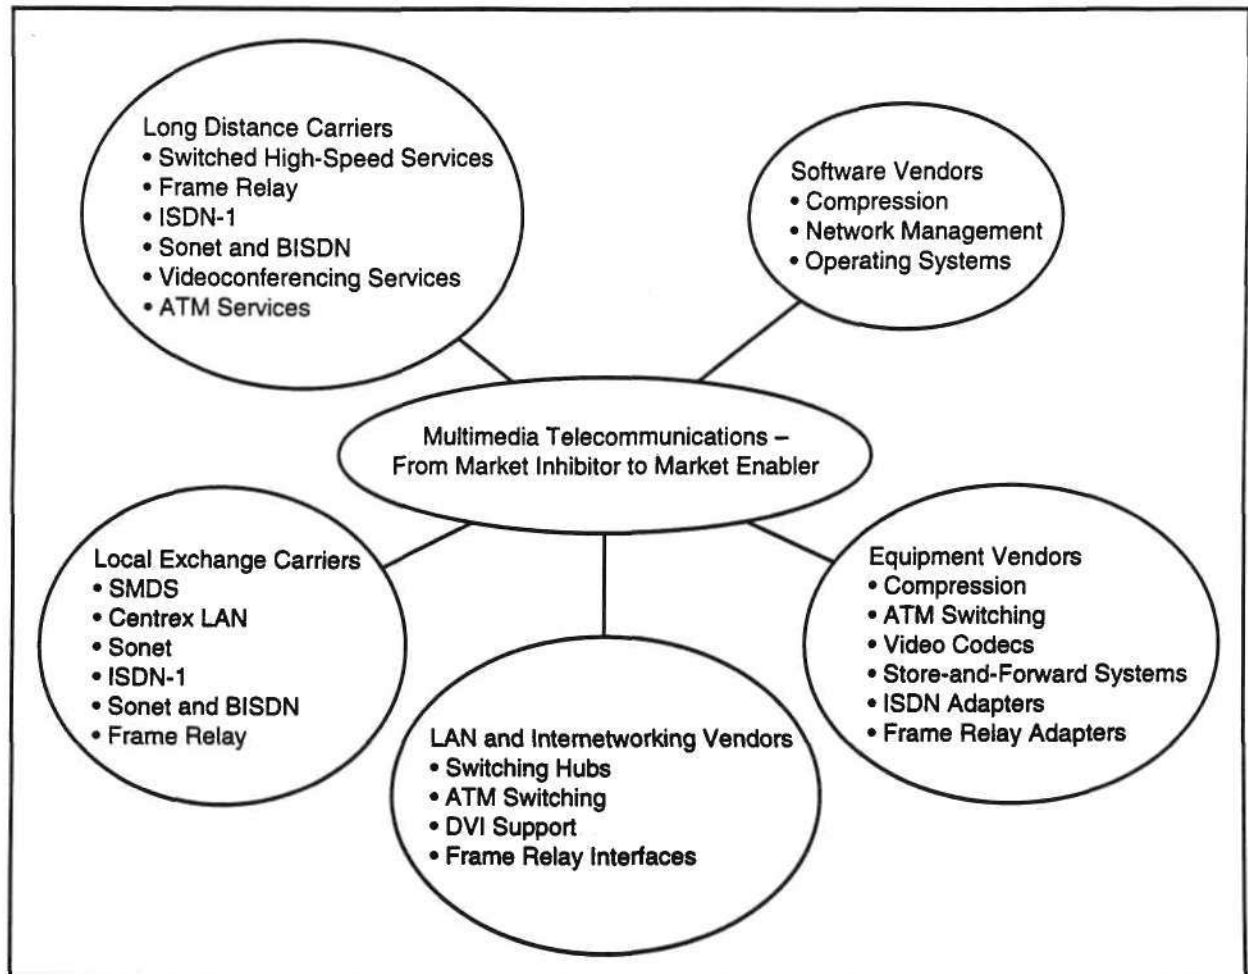 Long Distance Carriers
• Switched High-Speed Services
• Frame Relay
• ISDN-1
• Sonet and BISDN
• Videoconferencing Services
• ATM Services
Software Vendors
• Compression
• Network Management
• Operating Systems
Multimedia Telecommunications –
From Market Inhibitor to Market Enabler
Local Exchange Carriers
• SMDS
• Centrex LAN
• Sonet
• ISDN-1
• Sonet and BISDN
• Frame Relay
LAN and Internetworking Vendors
• Switching Hubs
• ATM Switching
• DVI Support
• Frame Relay Interfaces
Equipment Vendors
• Compression
• ATM Switching
• Video Codecs
• Store-and-Forward Systems
• ISDN Adapters
• Frame Relay Adapters